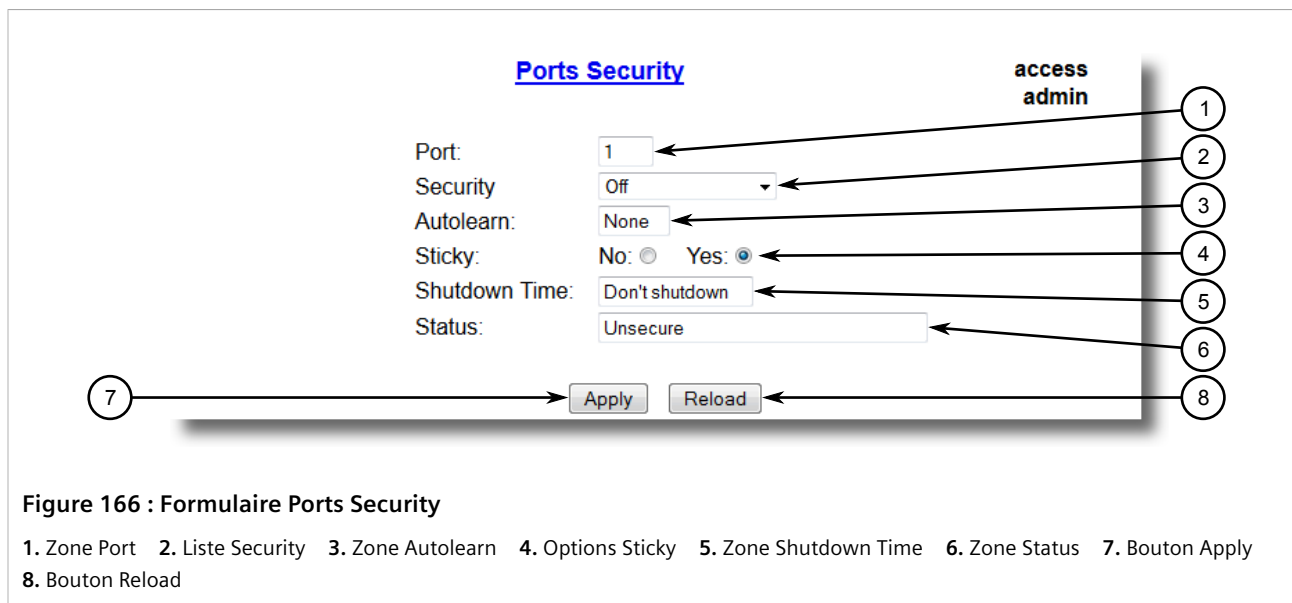 Ports Security
access
admin
1
Port: 1
2
Security Off
3
Autolearn: None
4
Sticky: No: Yes:
5
Shutdown Time: Don't shutdown
6
Status: Unsecure
7
Apply Reload
8
Figure 166 : Formulaire Ports Security
1. Zone Port 2. Liste Security 3. Zone Autolearn 4. Options Sticky 5. Zone Shutdown Time 6. Zone Status 7. Bouton Apply
8. Bouton Reload